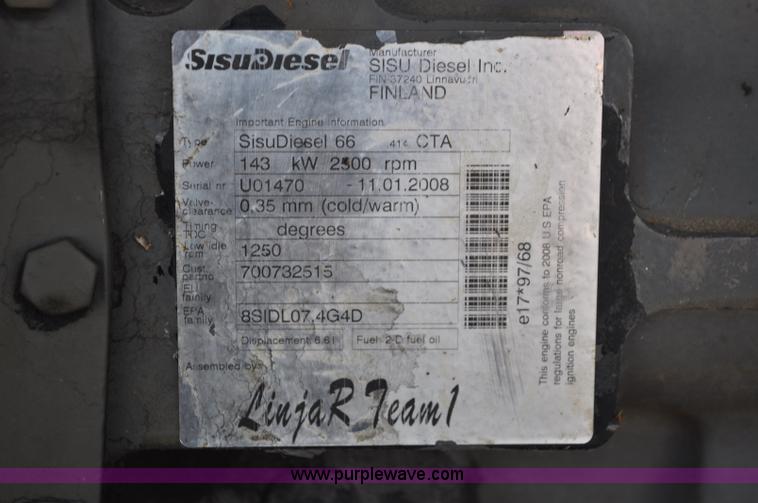 SISUDIESEL
Manufacturer
SISU Diesel Inc.
FIN-37240 Linnavuori
FINLAND
Important Engine Information
Type SisuDiesel 66 414 CTA
Power 143 kW 2300 rpm
Serial nr U01470 - 11.01.2008
Valve-clearance 0.35 mm (cold/warm)
Timing TDC degrees
Low idle rpm 1250
Cust. part no 700732515
EU family
EPA family 8SIDL07.4G4D
Displacement 6.6 l Fuel 2-D fuel oil
Assembled by:
LinjaR Team1
e17*97/68
This engine conforms to 2008 U.S EPA
regulations for large nonroad compression
ignition engines
www.purplewave.com